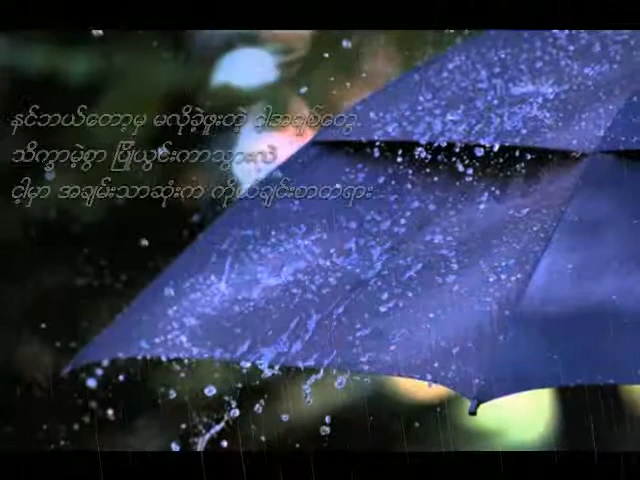 နင်ဘယ်တော့မှ မလိုခဲ့ဖူးတဲ့ ငါ့အချစ်တွေ
သိက္ခာမဲ့စွာ ပြိုယွင်းကာသွားလဲ
ငါ့မှာ အချမ်းသာဆုံးက ကိုယ်ချင်းစာတရား